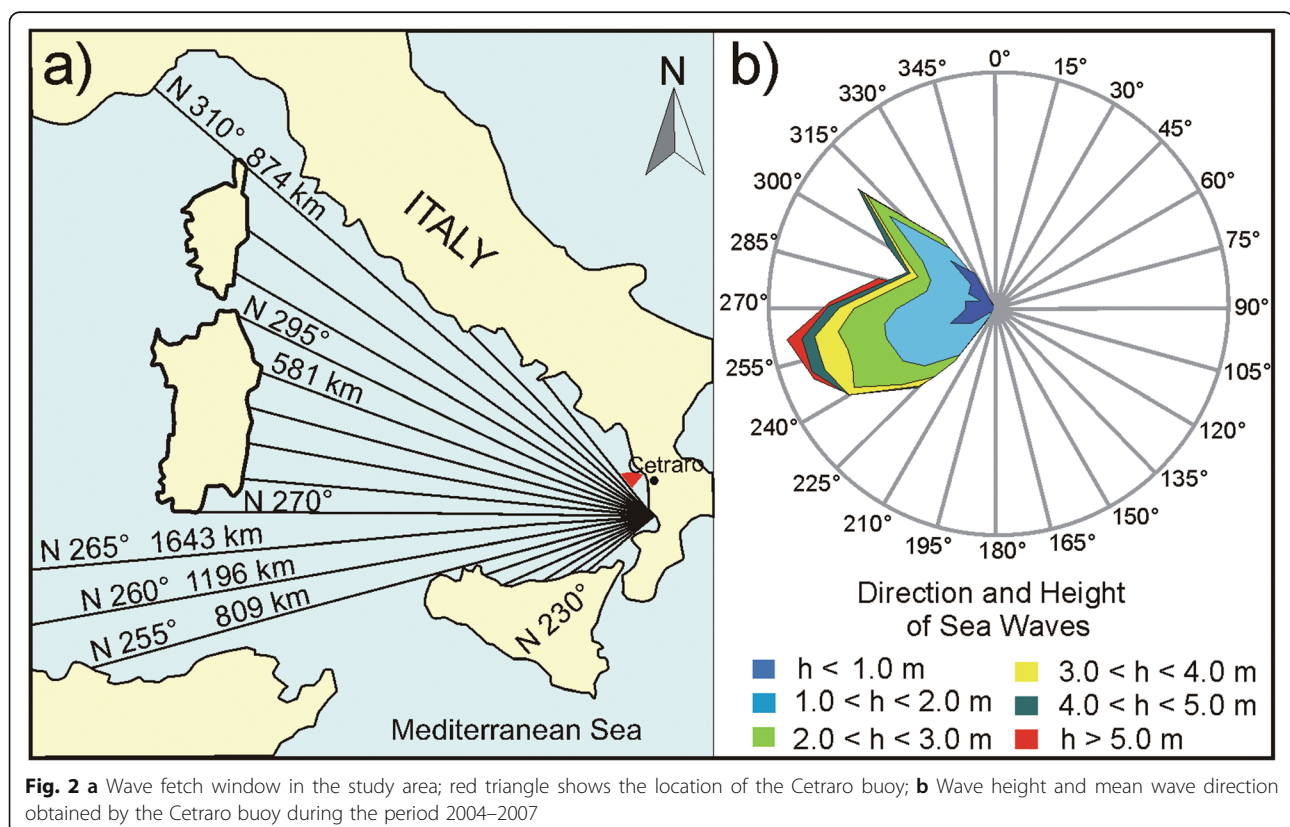 a)
N
N 310° 874 km
ITALY
N 295°
581 km
Cetraro
N 270°
N 265° 1643 km
N 260° 1196 km
N 255° 809 km
N 230°
Mediterranean Sea
b)
0°
15°
30°
45°
60°
75°
90°
105°
120°
135°
150°
165°
180°
195°
210°
225°
240°
255°
270°
285°
300°
315°
330°
345°
Direction and Height
of Sea Waves
h < 1.0 m
1.0 < h < 2.0 m
2.0 < h < 3.0 m
3.0 < h < 4.0 m
4.0 < h < 5.0 m
h > 5.0 m
Fig. 2 a Wave fetch window in the study area; red triangle shows the location of the Cetraro buoy; b Wave height and mean wave direction
obtained by the Cetraro buoy during the period 2004–2007